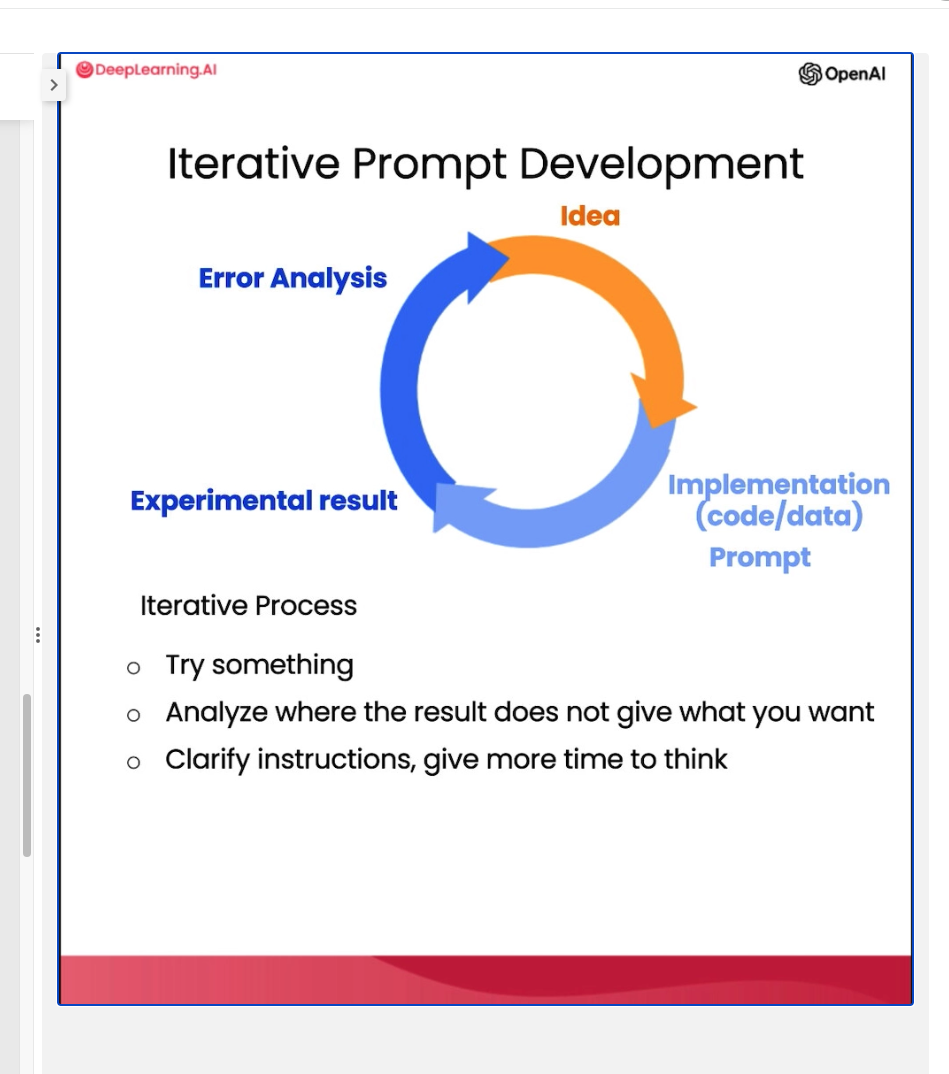 DeepLearning.AI
OpenAI
Iterative Prompt Development
Idea
Error Analysis
Experimental result
Implementation
(code/data)
Prompt
Iterative Process
Try something
Analyze where the result does not give what you want
Clarify instructions, give more time to think